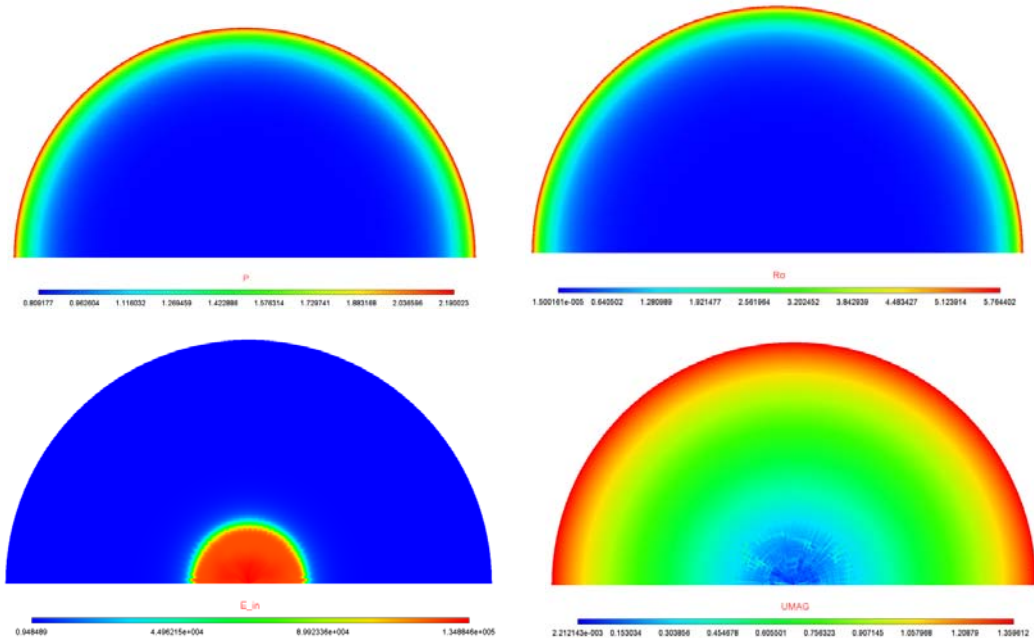 P
0.809177 0.962604 1.116032 1.269459 1.422886 1.576314 1.729741 1.883168 2.036596 2.190023
Ro
1.500161e-005 0.640502 1.280989 1.921477 2.561964 3.202452 3.842939 4.483427 5.123914 5.764402
E_in
0.948489 4.496215e+004 8.992336e+004 1.348846e+005
UMAG
2.212143e-003 0.153034 0.303856 0.454678 0.605501 0.756323 0.907145 1.057968 1.20879 1.359612